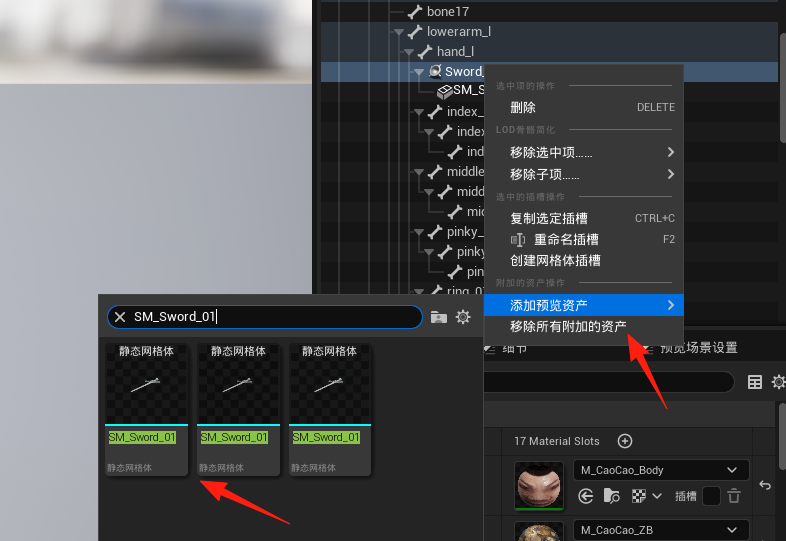 bone17
lowerarm_l
hand_l
Sword_
SM_S
index_
index
ind
middle
midd
mid
pinky_
pinky
pin
ring_0
选中项的操作
删除 DELETE
LOD骨骼简化
移除选中项......
移除子项......
选中的插槽操作
复制选定插槽 CTRL+C
重命名插槽 F2
创建网格体插槽
附加的资产操作
添加预览资产
移除所有附加的资产
SM_Sword_01
静态网格体 静态网格体 静态网格体
SM_Sword_01 SM_Sword_01 SM_Sword_01
静态网格体 静态网格体 静态网格体
细节 预览场景设置
17 Material Slots
M_CaoCao_Body
插槽
M_CaoCao_ZB